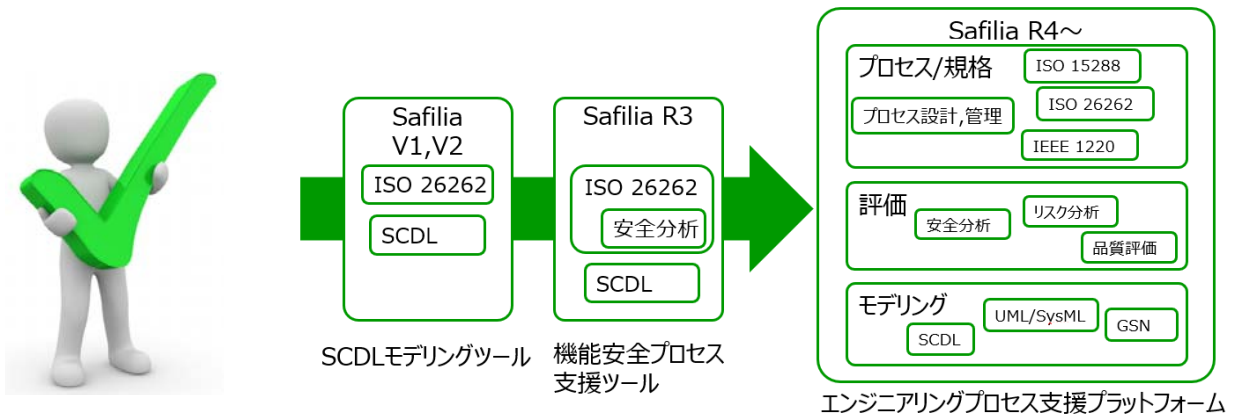 Safilia
V1,V2
ISO 26262
SCDL
SCDLモデリングツール
Safilia R3
ISO 26262
安全分析
SCDL
機能安全プロセス
支援ツール
Safilia R4～
プロセス/規格
ISO 15288
プロセス設計,管理
ISO 26262
IEEE 1220
評価
安全分析
リスク分析
品質評価
モデリング
SCDL
UML/SysML
GSN
エンジニアリングプロセス支援プラットフォーム